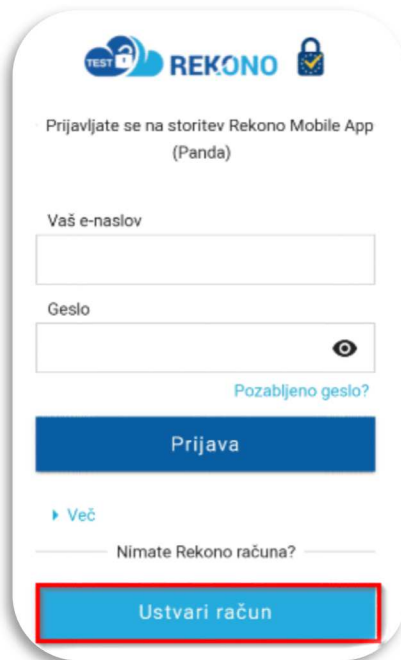 TEST REKONO
Prijavljate se na storitev Rekono Mobile App
(Panda)
Vaš e-naslov
Geslo
Pozabljeno geslo?
Prijava
Več
Nimate Rekono računa?
Ustvari račun